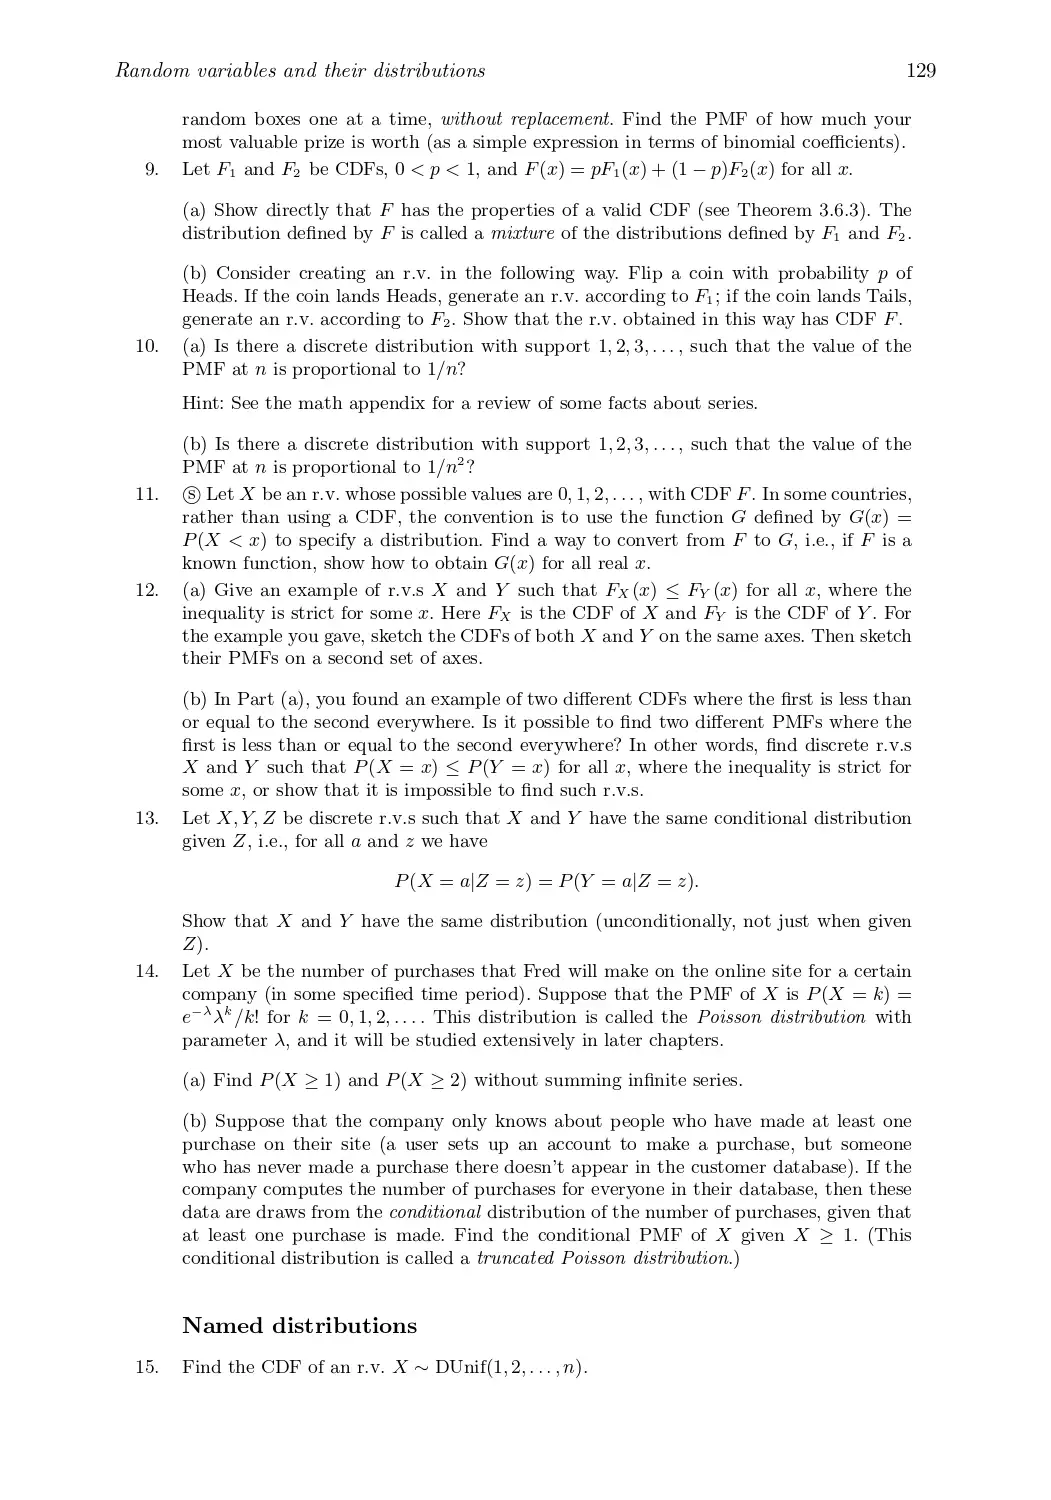 Random variables and their distributions 129
random boxes one at a time, without replacement. Find the PMF of how much your
most valuable prize is worth (as a simple expression in terms of binomial coefficients).
9. Let F₁ and F₂ be CDFs, 0 < p < 1, and F(x) = pF₁(x) + (1 − p)F₂(x) for all x.
(a) Show directly that F has the properties of a valid CDF (see Theorem 3.6.3). The
distribution defined by F is called a mixture of the distributions defined by F₁ and F₂.
(b) Consider creating an r.v. in the following way. Flip a coin with probability p of
Heads. If the coin lands Heads, generate an r.v. according to F₁; if the coin lands Tails,
generate an r.v. according to F₂. Show that the r.v. obtained in this way has CDF F.
10. (a) Is there a discrete distribution with support 1, 2, 3, . . . , such that the value of the
PMF at n is proportional to 1/n?
Hint: See the math appendix for a review of some facts about series.
(b) Is there a discrete distribution with support 1, 2, 3, . . . , such that the value of the
PMF at n is proportional to 1/n²?
11. Ⓢ Let X be an r.v. whose possible values are 0, 1, 2, . . . , with CDF F. In some countries,
rather than using a CDF, the convention is to use the function G defined by G(x) =
P(X < x) to specify a distribution. Find a way to convert from F to G, i.e., if F is a
known function, show how to obtain G(x) for all real x.
12. (a) Give an example of r.v.s X and Y such that F_X(x) ≤ F_Y(x) for all x, where the
inequality is strict for some x. Here F_X is the CDF of X and F_Y is the CDF of Y. For
the example you gave, sketch the CDFs of both X and Y on the same axes. Then sketch
their PMFs on a second set of axes.
(b) In Part (a), you found an example of two different CDFs where the first is less than
or equal to the second everywhere. Is it possible to find two different PMFs where the
first is less than or equal to the second everywhere? In other words, find discrete r.v.s
X and Y such that P(X = x) ≤ P(Y = x) for all x, where the inequality is strict for
some x, or show that it is impossible to find such r.v.s.
13. Let X, Y, Z be discrete r.v.s such that X and Y have the same conditional distribution
given Z, i.e., for all a and z we have
P(X = a|Z = z) = P(Y = a|Z = z).
Show that X and Y have the same distribution (unconditionally, not just when given
Z).
14. Let X be the number of purchases that Fred will make on the online site for a certain
company (in some specified time period). Suppose that the PMF of X is P(X = k) =
e^{−λ}λ^k/k! for k = 0, 1, 2, . . . . This distribution is called the Poisson distribution with
parameter λ, and it will be studied extensively in later chapters.
(a) Find P(X ≥ 1) and P(X ≥ 2) without summing infinite series.
(b) Suppose that the company only knows about people who have made at least one
purchase on their site (a user sets up an account to make a purchase, but someone
who has never made a purchase there doesn't appear in the customer database). If the
company computes the number of purchases for everyone in their database, then these
data are draws from the conditional distribution of the number of purchases, given that
at least one purchase is made. Find the conditional PMF of X given X ≥ 1. (This
conditional distribution is called a truncated Poisson distribution.)
Named distributions
15. Find the CDF of an r.v. X ∼ DUnif(1, 2, . . . , n).